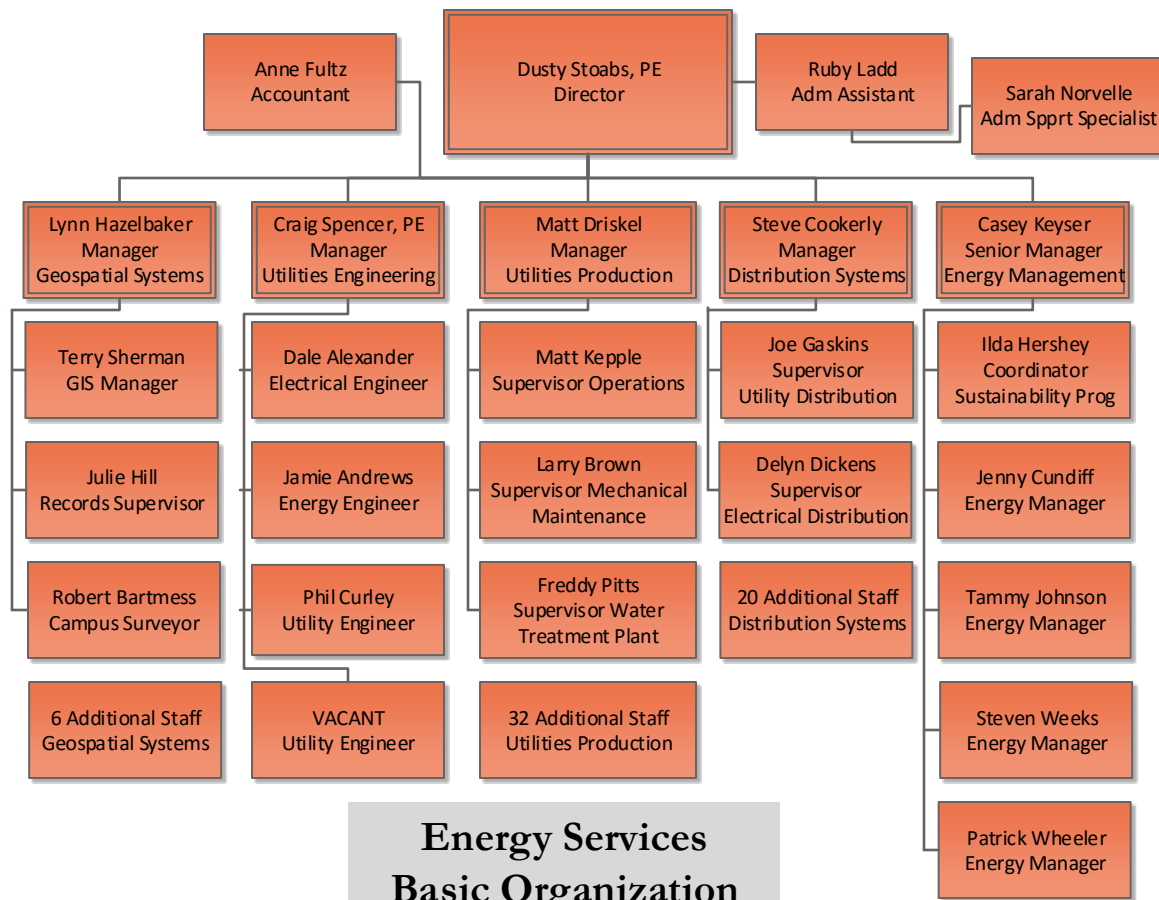 Anne Fultz
Accountant
Dusty Stoabs, PE
Director
Ruby Ladd
Adm Assistant
Sarah Norvelle
Adm Spprt Specialist
Lynn Hazelbaker
Manager
Geospatial Systems
Craig Spencer, PE
Manager
Utilities Engineering
Matt Driskel
Manager
Utilities Production
Steve Cookerly
Manager
Distribution Systems
Casey Keyser
Senior Manager
Energy Management
Terry Sherman
GIS Manager
Dale Alexander
Electrical Engineer
Matt Kepple
Supervisor Operations
Joe Gaskins
Supervisor
Utility Distribution
Ilda Hershey
Coordinator
Sustainability Prog
Julie Hill
Records Supervisor
Jamie Andrews
Energy Engineer
Larry Brown
Supervisor Mechanical
Maintenance
Delyn Dickens
Supervisor
Electrical Distribution
Jenny Cundiff
Energy Manager
Robert Bartmess
Campus Surveyor
Phil Curley
Utility Engineer
Freddy Pitts
Supervisor Water
Treatment Plant
20 Additional Staff
Distribution Systems
Tammy Johnson
Energy Manager
6 Additional Staff
Geospatial Systems
VACANT
Utility Engineer
32 Additional Staff
Utilities Production
Steven Weeks
Energy Manager
Patrick Wheeler
Energy Manager
Energy Services
Basic Organization